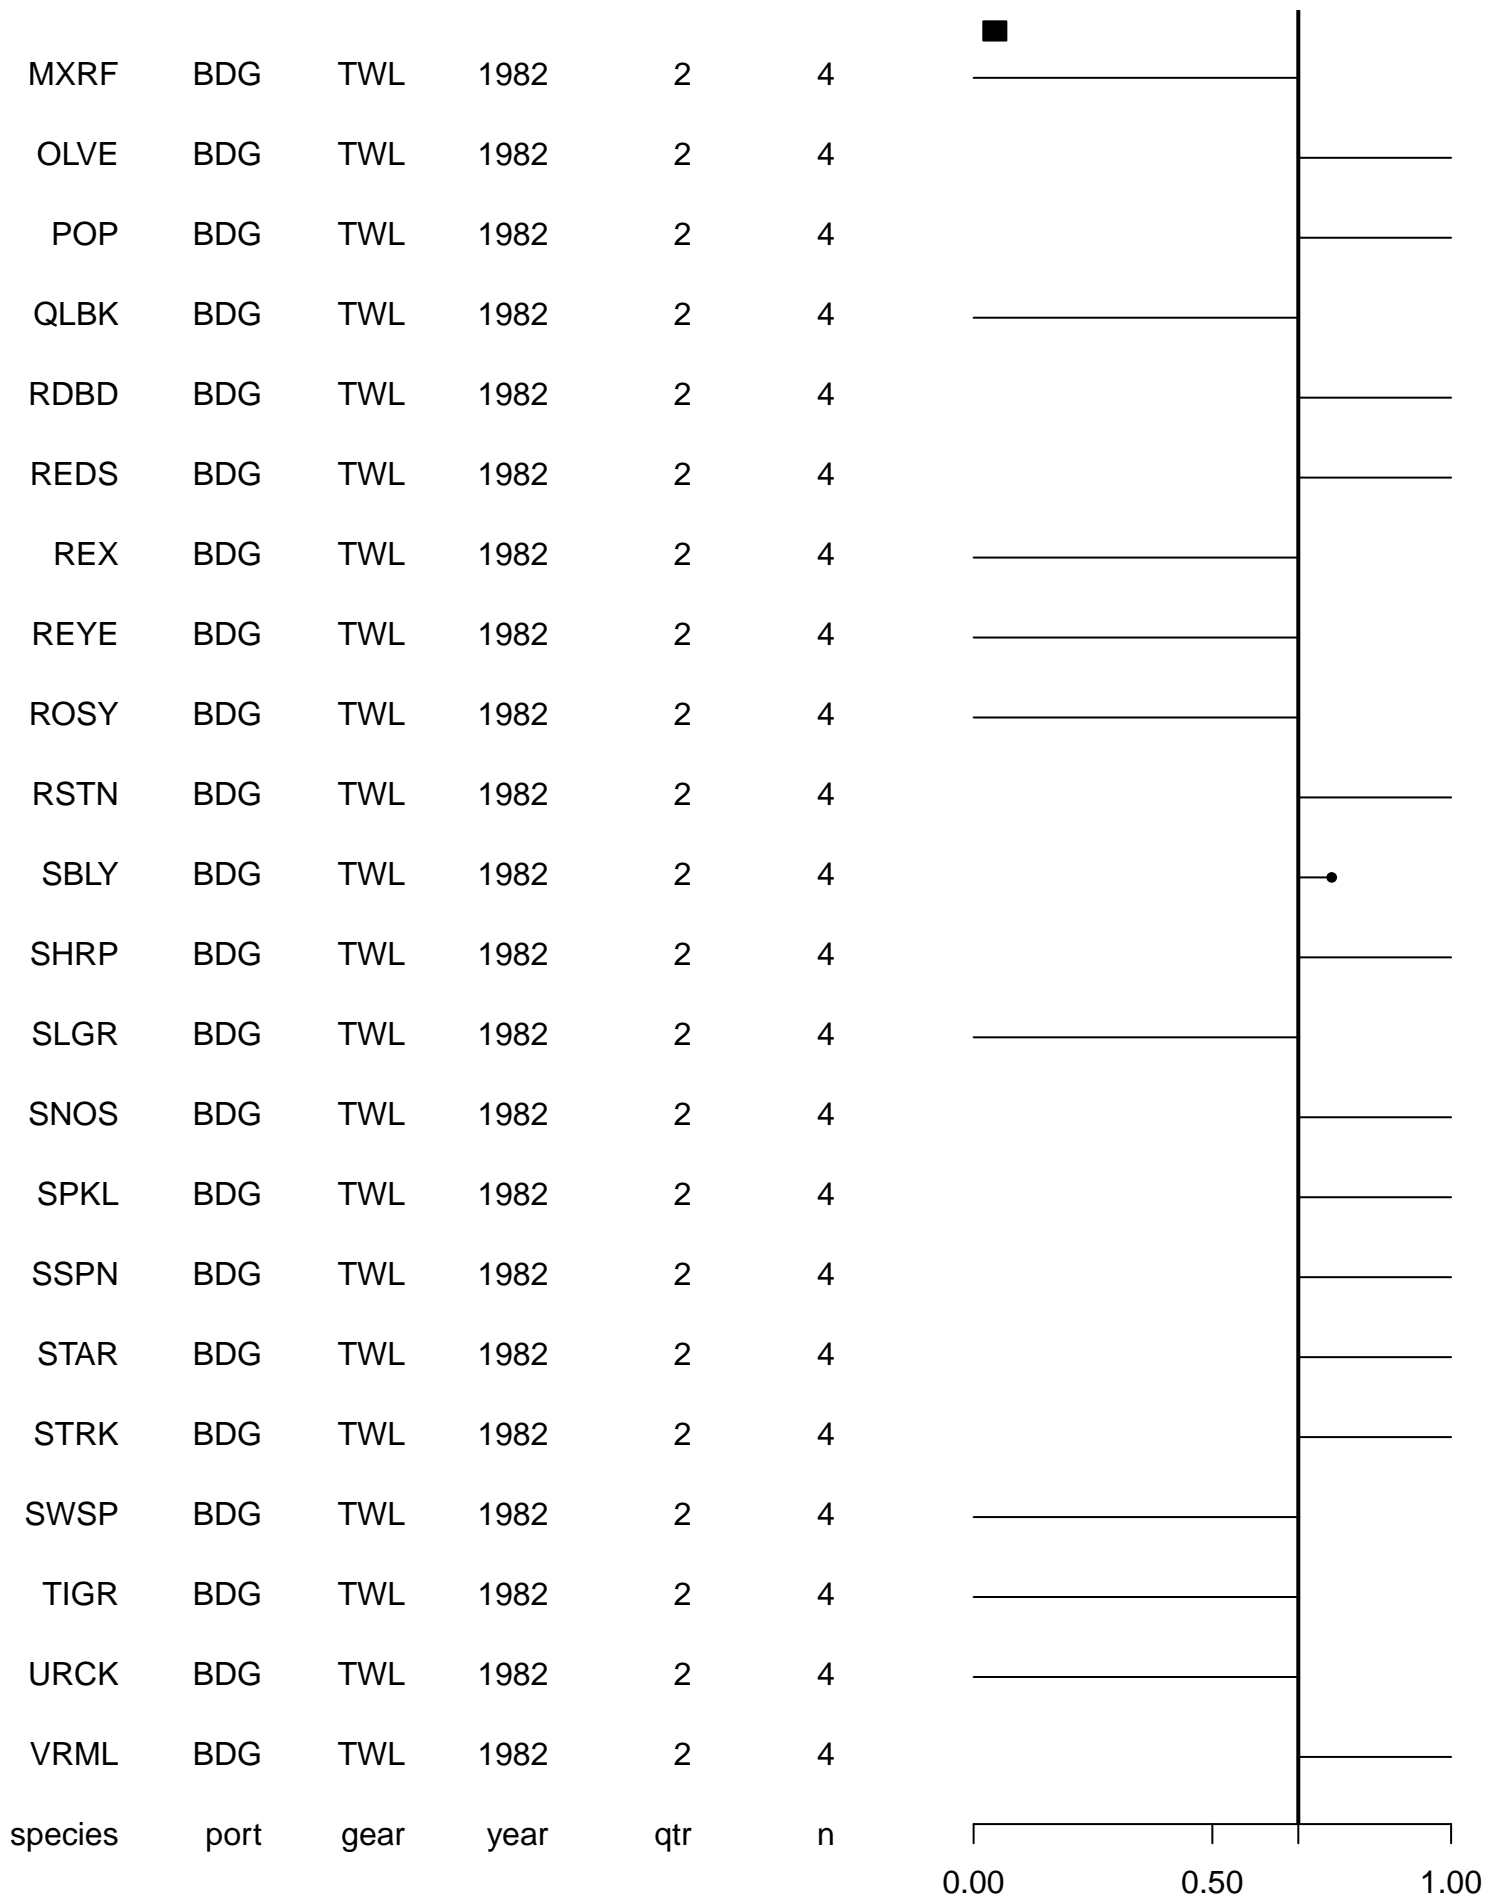 MXRF BDG TWL 1982 2 4
OLVE BDG TWL 1982 2 4
POP BDG TWL 1982 2 4
QLBK BDG TWL 1982 2 4
RDBD BDG TWL 1982 2 4
REDS BDG TWL 1982 2 4
REX BDG TWL 1982 2 4
REYE BDG TWL 1982 2 4
ROSY BDG TWL 1982 2 4
RSTN BDG TWL 1982 2 4
SBLY BDG TWL 1982 2 4
SHRP BDG TWL 1982 2 4
SLGR BDG TWL 1982 2 4
SNOS BDG TWL 1982 2 4
SPKL BDG TWL 1982 2 4
SSPN BDG TWL 1982 2 4
STAR BDG TWL 1982 2 4
STRK BDG TWL 1982 2 4
SWSP BDG TWL 1982 2 4
TIGR BDG TWL 1982 2 4
URCK BDG TWL 1982 2 4
VRML BDG TWL 1982 2 4
species port gear year qtr n
0.00 0.50 1.00